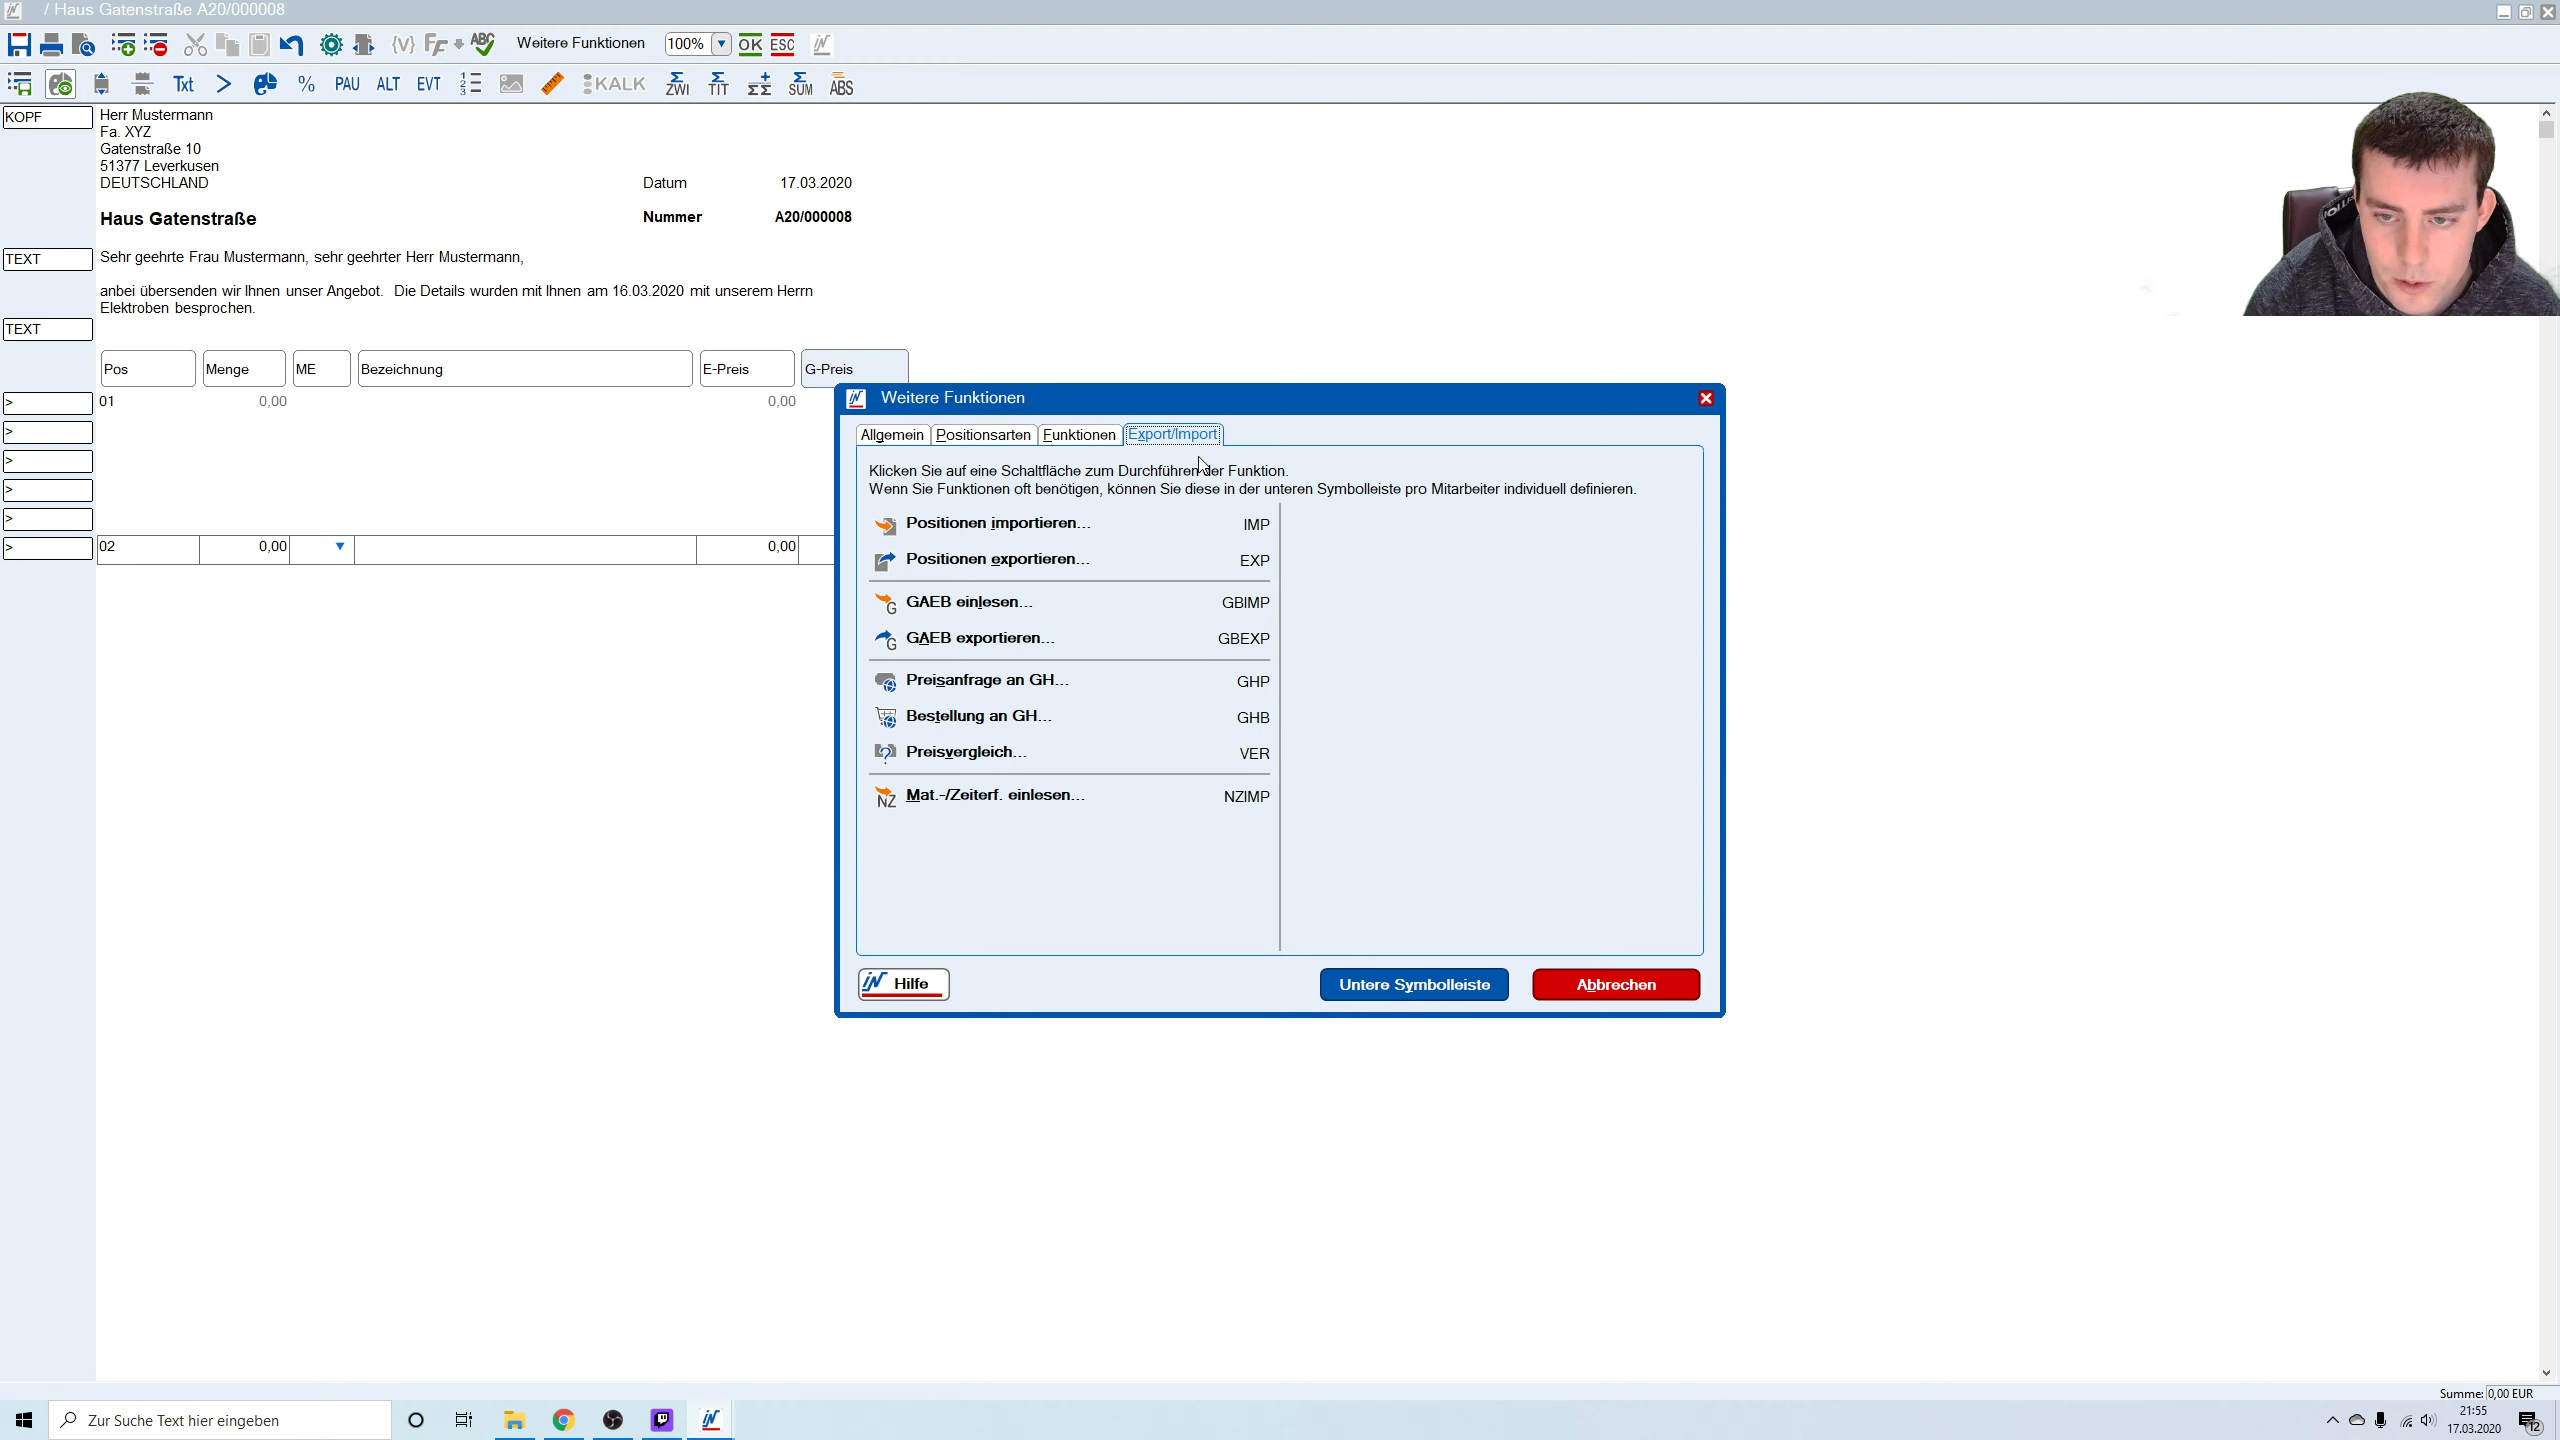 / Haus Gatenstraße A20/000008
ABC
Weitere Funktionen
100%
OK
ESC
Txt
%
PAU
ALT
EVT
KALK
ZWI
TIT
SUM
ABS
KOPF
Herr Mustermann
Fa. XYZ
Gatenstraße 10
51377 Leverkusen
DEUTSCHLAND
Datum 17.03.2020
Haus Gatenstraße
Nummer A20/000008
TEXT
Sehr geehrte Frau Mustermann, sehr geehrter Herr Mustermann,
anbei übersenden wir Ihnen unser Angebot. Die Details wurden mit Ihnen am 16.03.2020 mit unserem Herrn
Elektroben besprochen.
TEXT
Pos Menge ME Bezeichnung E-Preis G-Preis
> 01 0,00 0,00
>
>
>
>
> 02 0,00 0,00
Weitere Funktionen
Allgemein Positionsarten Funktionen Export/Import
Klicken Sie auf eine Schaltfläche zum Durchführen der Funktion.
Wenn Sie Funktionen oft benötigen, können Sie diese in der unteren Symbolleiste pro Mitarbeiter individuell definieren.
Positionen importieren... IMP
Positionen exportieren... EXP
GAEB einlesen... GBIMP
GAEB exportieren... GBEXP
Preisanfrage an GH... GHP
Bestellung an GH... GHB
Preisvergleich... VER
Mat.-/Zeiterf. einlesen... NZIMP
Hilfe
Untere Symbolleiste
Abbrechen
Summe: 0,00 EUR
Zur Suche Text hier eingeben
21:55
17.03.2020
12